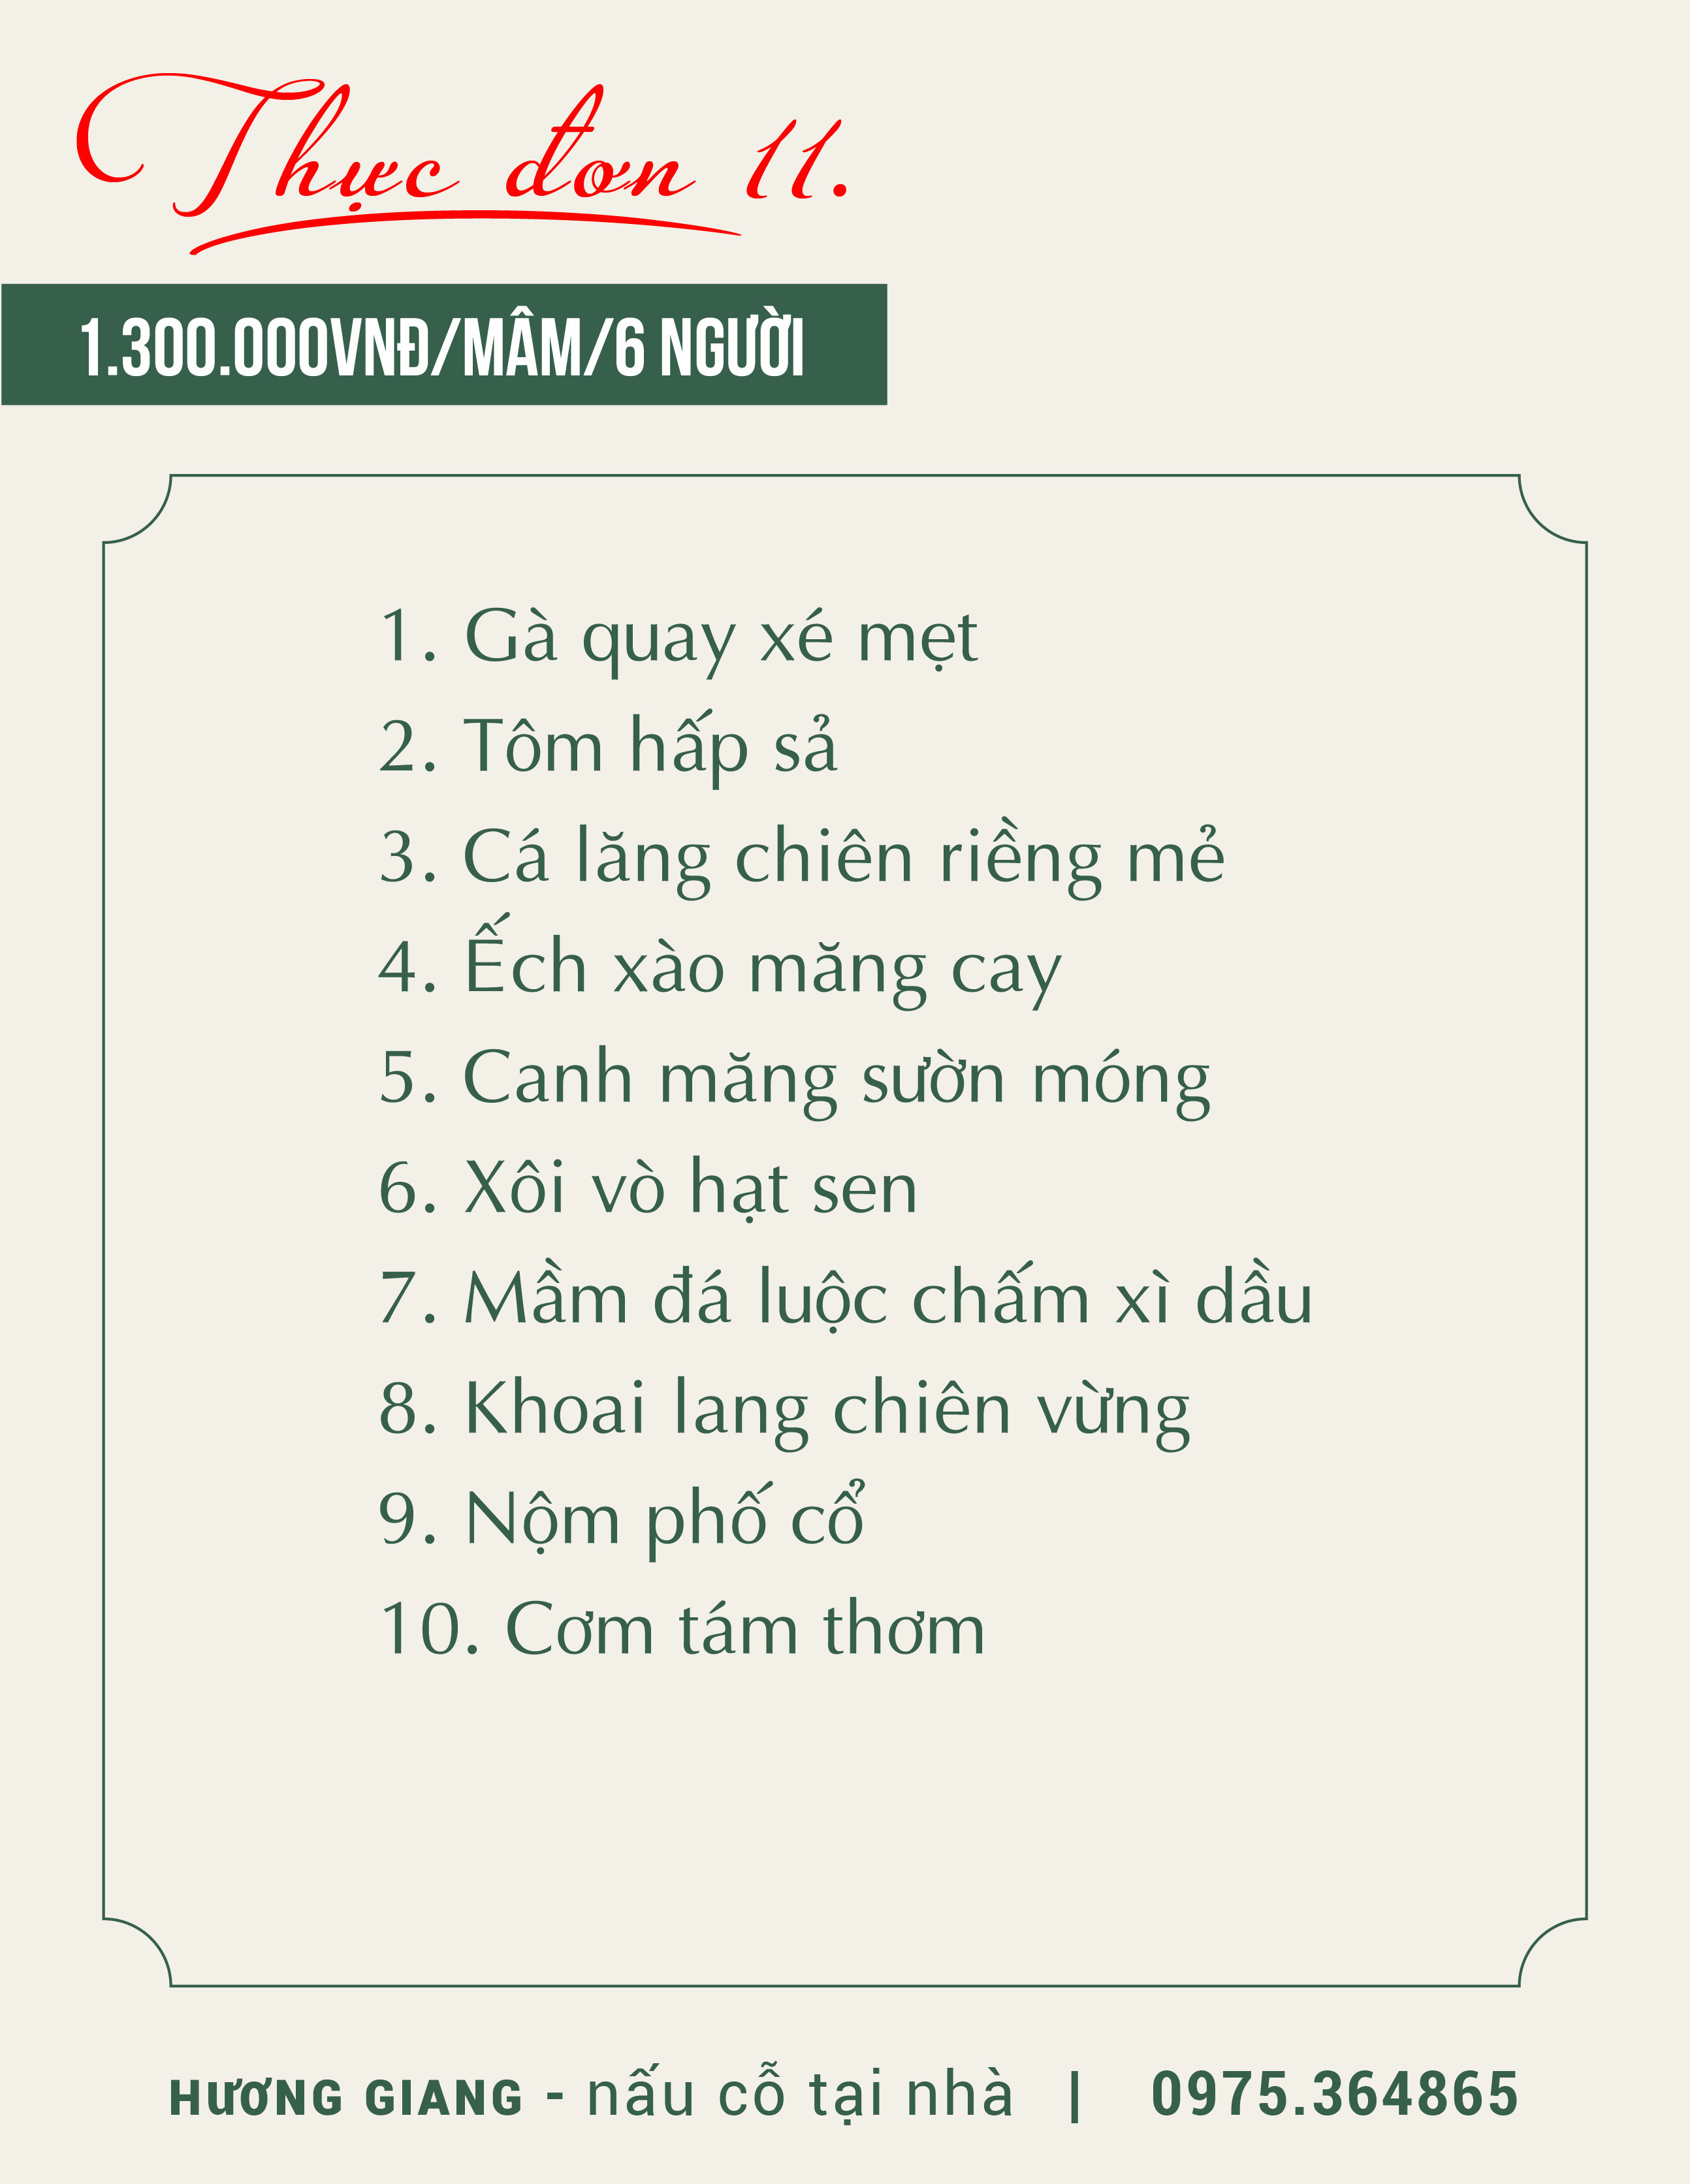 Thực đơn 11.
1.300.000VNĐ/MÂM/6 NGƯỜI
1. Gà quay xé mẹt
2. Tôm hấp sả
3. Cá lăng chiên riềng mẻ
4. Ếch xào măng cay
5. Canh măng sườn móng
6. Xôi vò hạt sen
7. Mầm đá luộc chấm xì dầu
8. Khoai lang chiên vừng
9. Nộm phố cổ
10. Cơm tám thơm
HƯƠNG GIANG - nấu cỗ tại nhà | 0975.364865